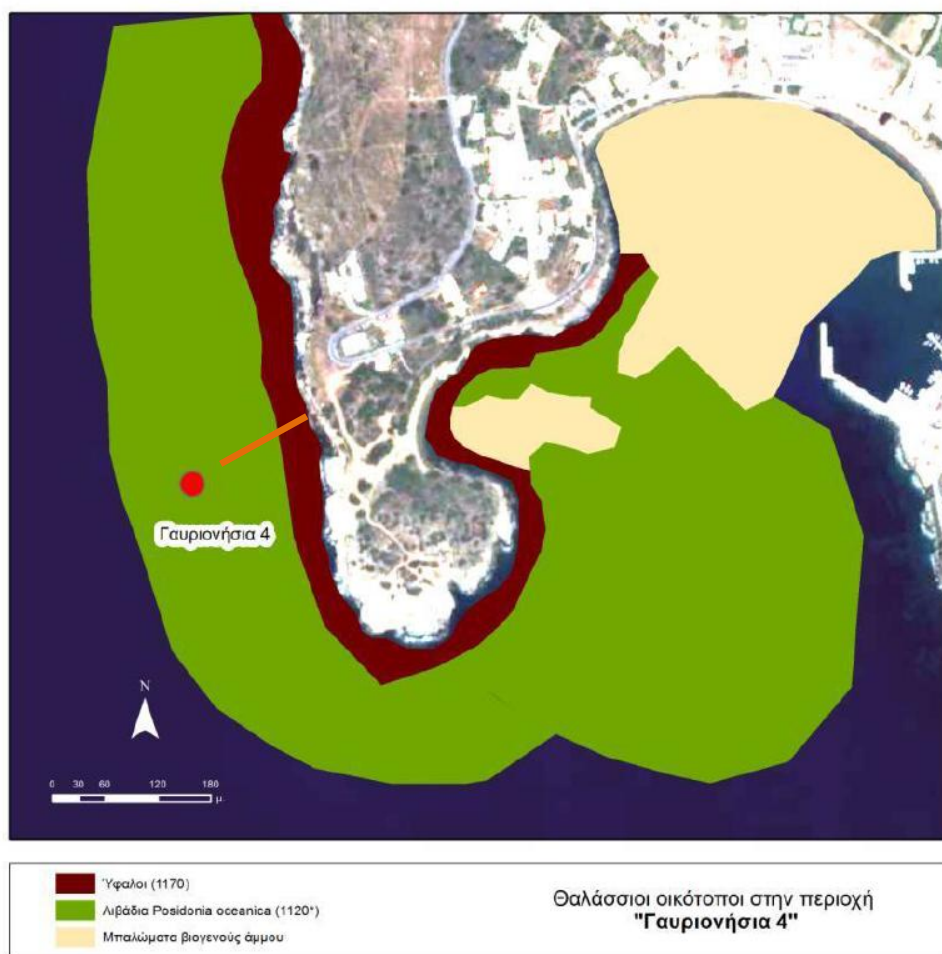 Γαυριονήσια 4
N
0 30 60 120 180
μ.
Ύφαλοι (1170)
Λιβάδια Posidonia oceanica (1120*)
Μπαλώματα βιογενούς άμμου
Θαλάσσιοι οικότοποι στην περιοχή
"Γαυριονήσια 4"